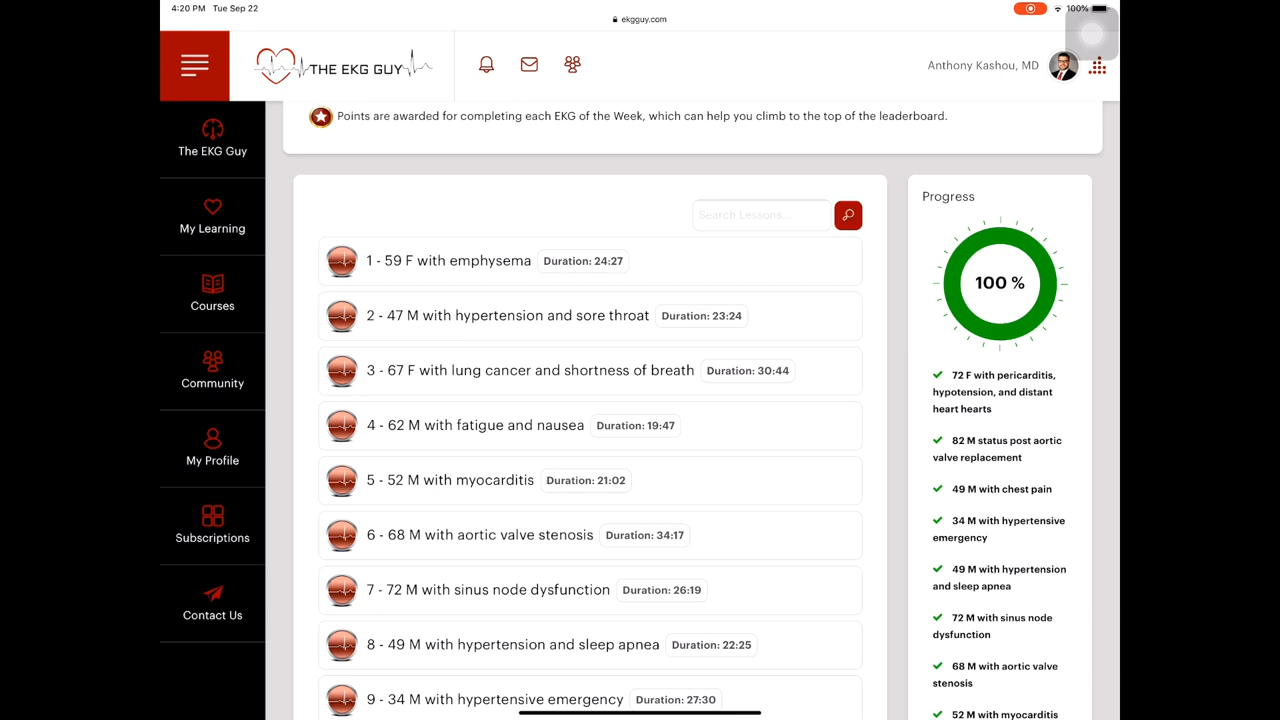 4:20 PM Tue Sep 22
100%
ekgguy.com
THE EKG GUY
Anthony Kashou, MD
Points are awarded for completing each EKG of the Week, which can help you climb to the top of the leaderboard.
The EKG Guy
My Learning
Courses
Community
My Profile
Subscriptions
Contact Us
Search Lessons...
1 - 59 F with emphysema Duration: 24:27
2 - 47 M with hypertension and sore throat Duration: 23:24
3 - 67 F with lung cancer and shortness of breath Duration: 30:44
4 - 62 M with fatigue and nausea Duration: 19:47
5 - 52 M with myocarditis Duration: 21:02
6 - 68 M with aortic valve stenosis Duration: 34:17
7 - 72 M with sinus node dysfunction Duration: 26:19
8 - 49 M with hypertension and sleep apnea Duration: 22:25
9 - 34 M with hypertensive emergency Duration: 27:30
Progress
100 %
72 F with pericarditis,
hypotension, and distant
heart hearts
82 M status post aortic
valve replacement
49 M with chest pain
34 M with hypertensive
emergency
49 M with hypertension
and sleep apnea
72 M with sinus node
dysfunction
68 M with aortic valve
stenosis
52 M with myocarditis